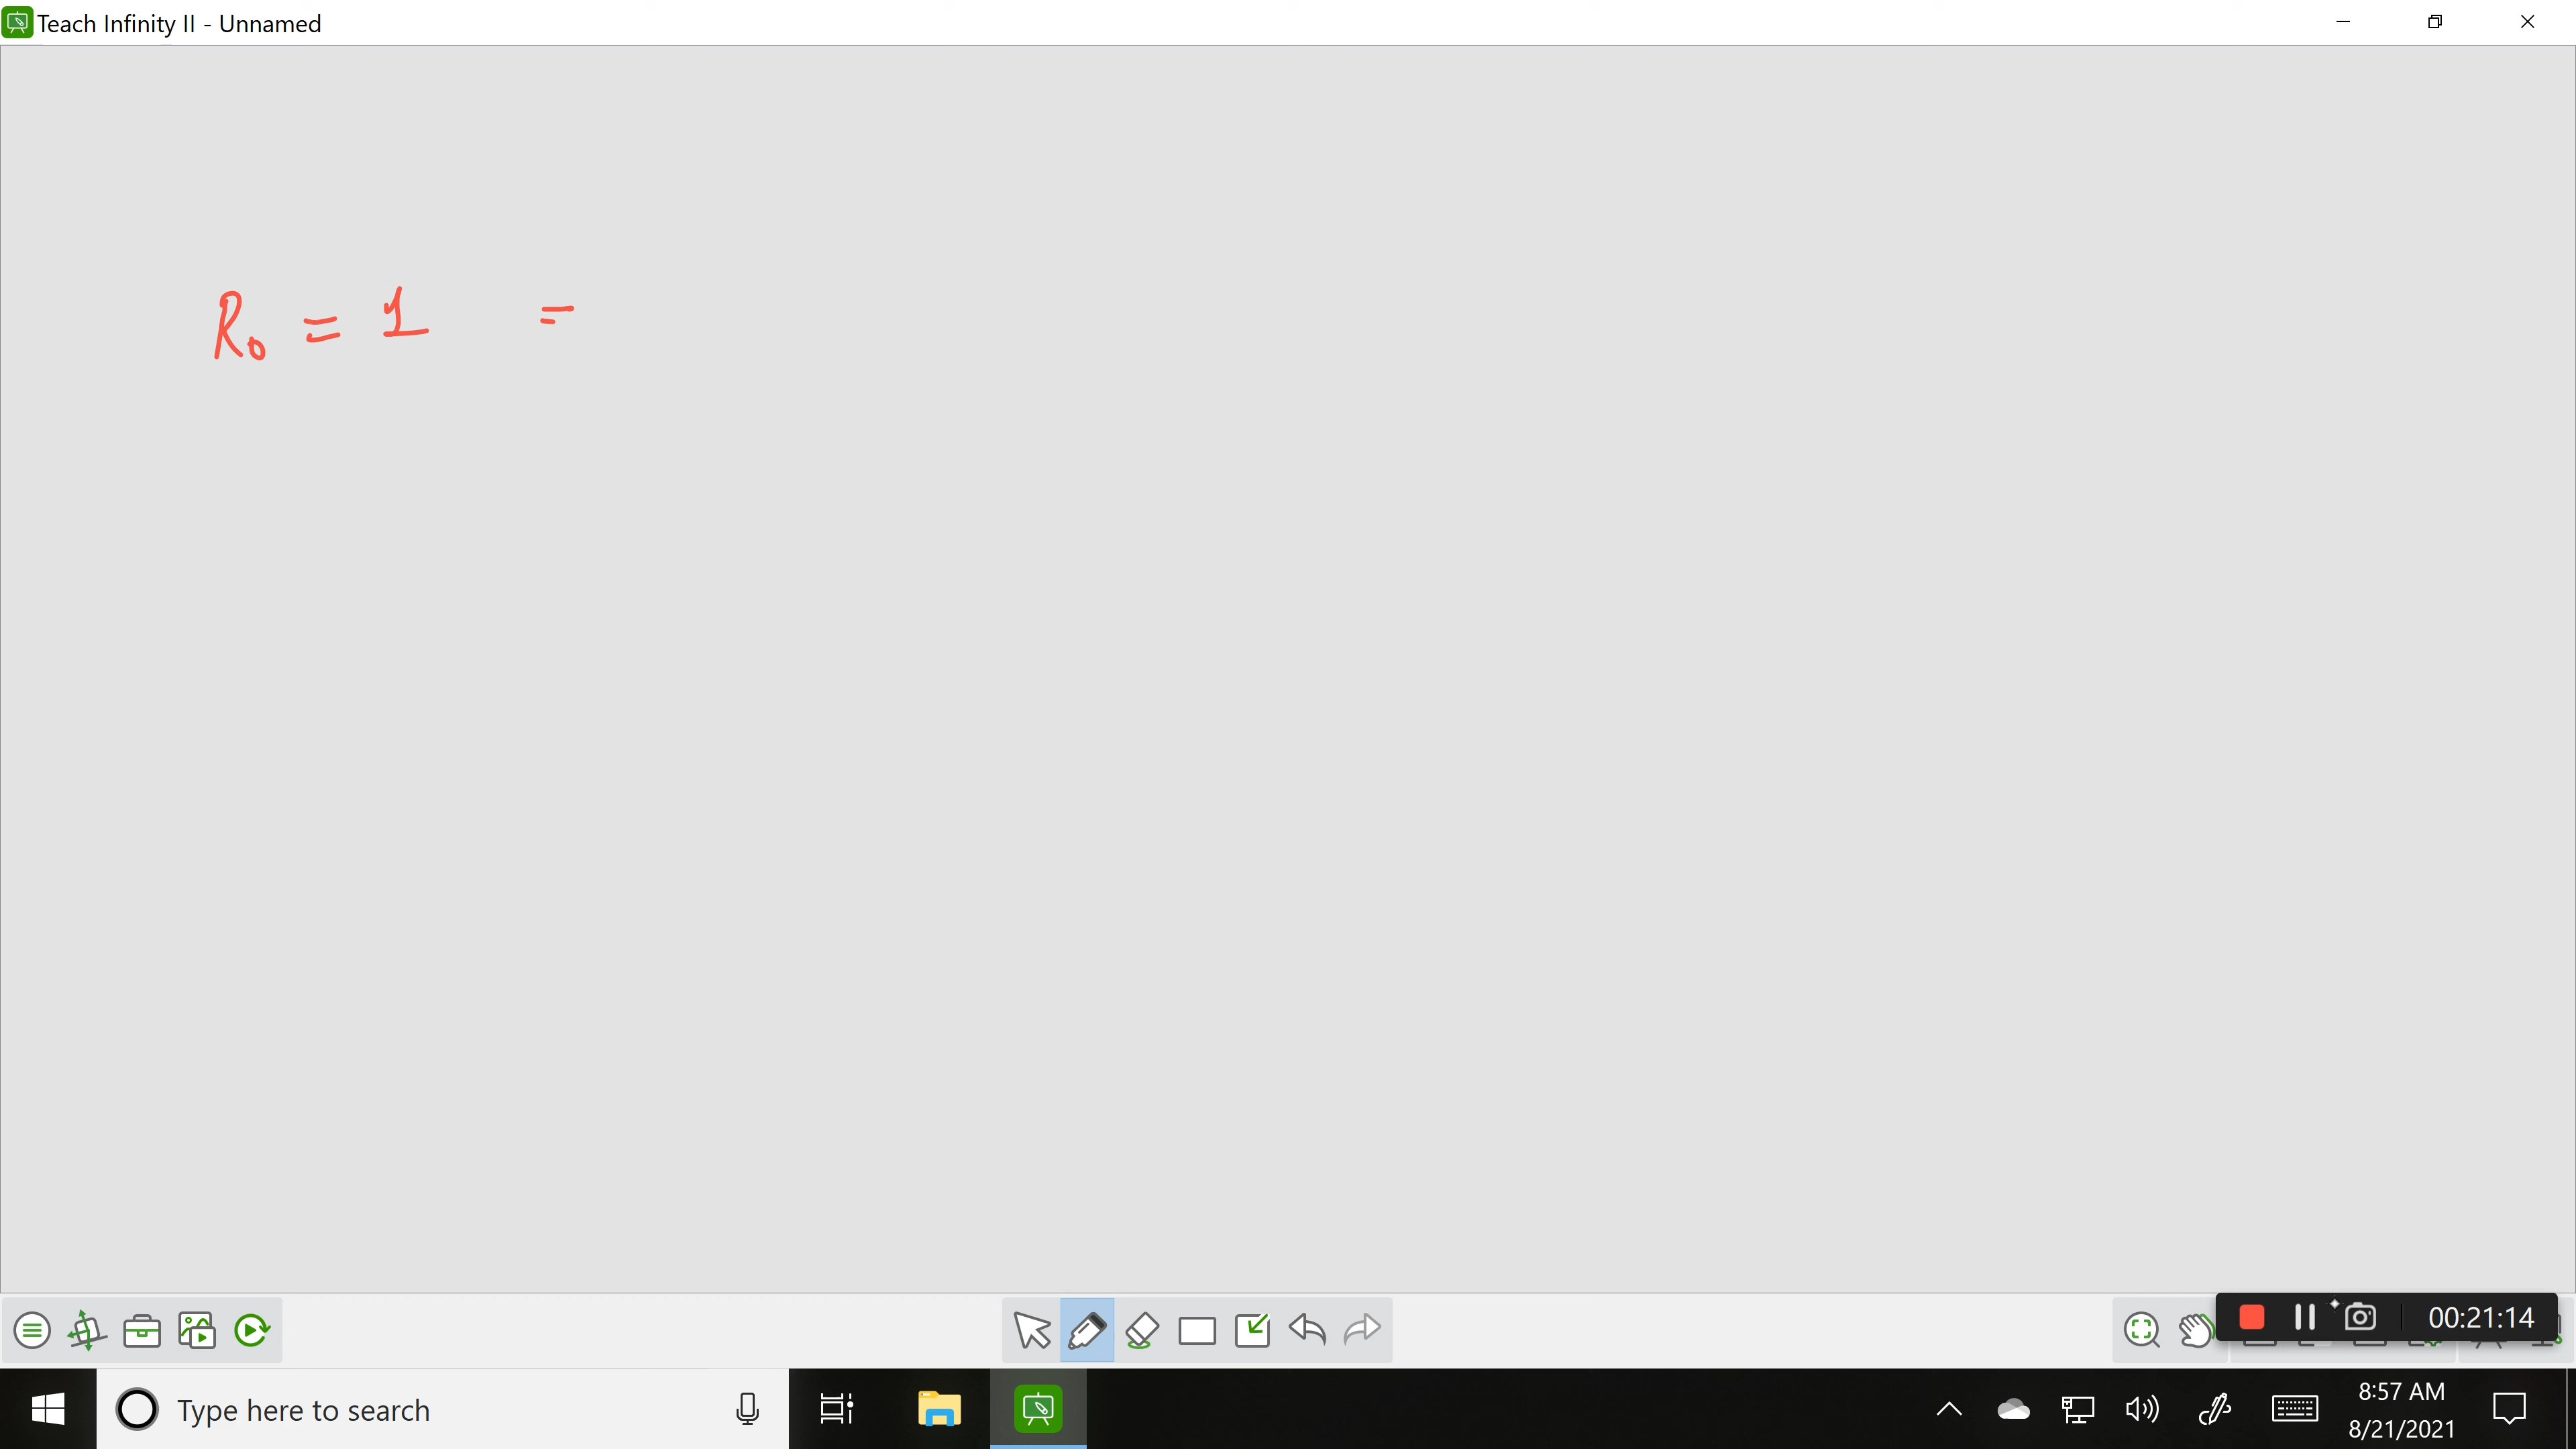 Teach Infinity II - Unnamed
R₀ = 1 =
00:21:14
Type here to search
8:57 AM
8/21/2021